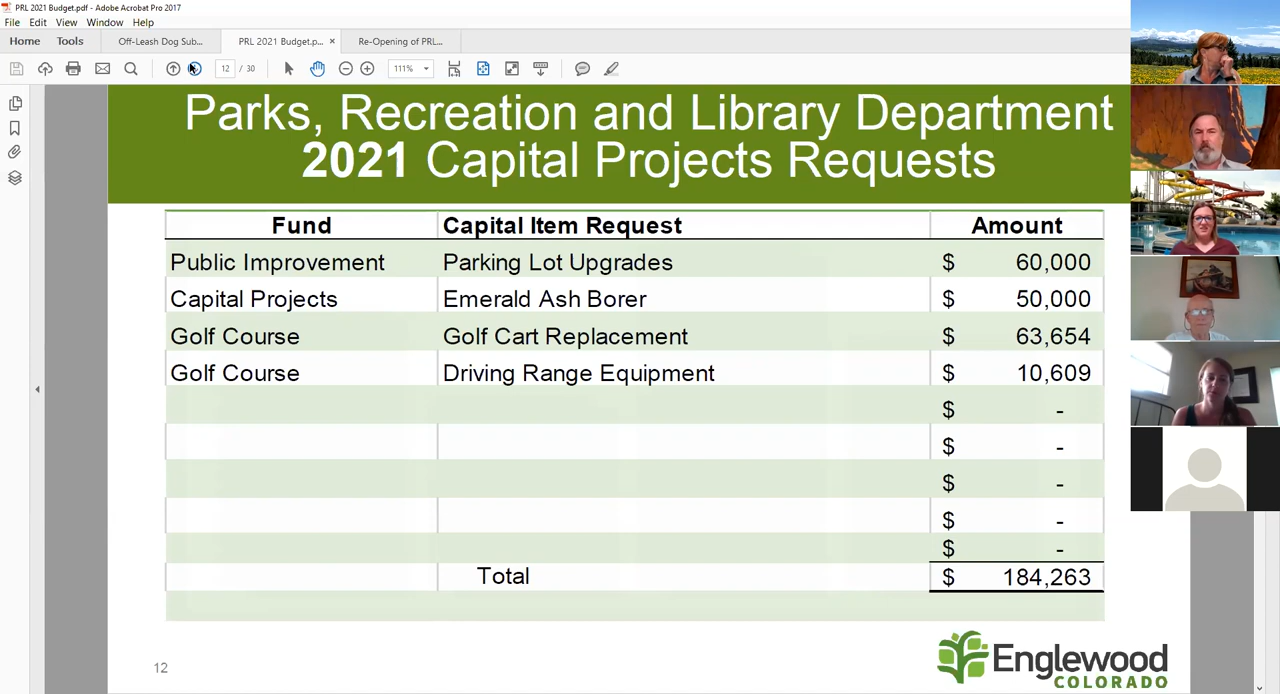 PRL 2021 Budget.pdf - Adobe Acrobat Pro 2017
File Edit View Window Help
Home Tools Off-Leash Dog Sub... PRL 2021 Budget.p... × Re-Opening of PRL...
12 / 30 111%
Parks, Recreation and Library Department
2021 Capital Projects Requests
Fund Capital Item Request Amount
Public Improvement Parking Lot Upgrades $ 60,000
Capital Projects Emerald Ash Borer $ 50,000
Golf Course Golf Cart Replacement $ 63,654
Golf Course Driving Range Equipment $ 10,609
$ -
$ -
$ -
$ -
$ -
Total $ 184,263
12
Englewood
COLORADO